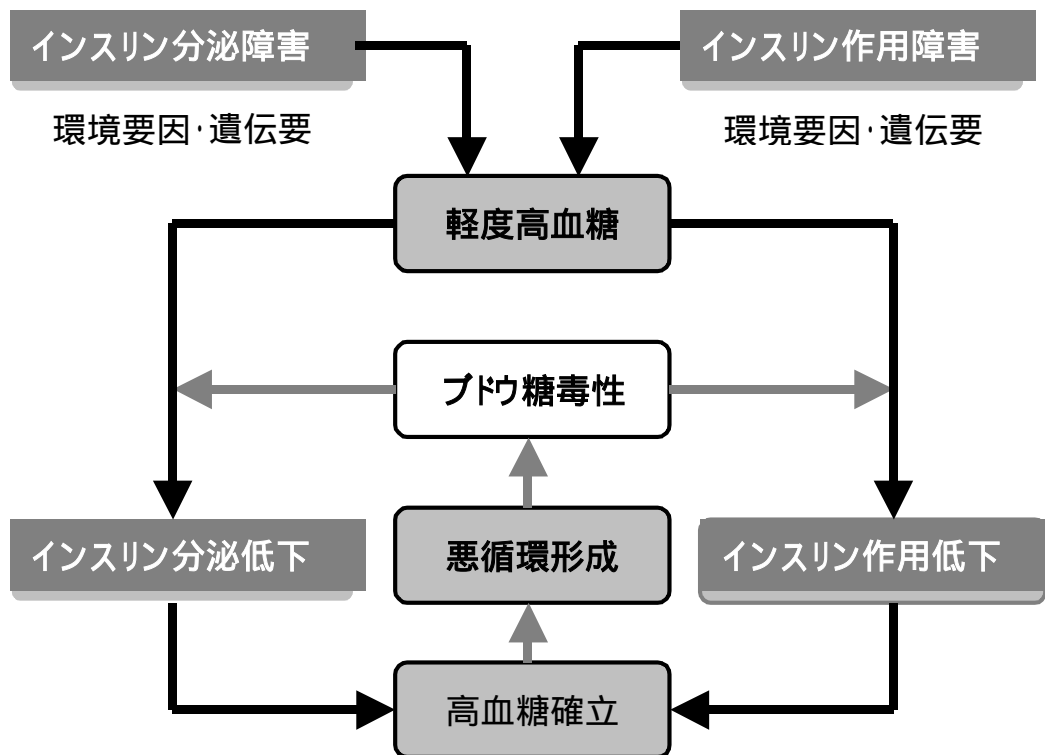 インスリン分泌障害
インスリン作用障害
環境要因・遺伝要
環境要因・遺伝要
軽度高血糖
ブドウ糖毒性
インスリン分泌低下
悪循環形成
インスリン作用低下
高血糖確立